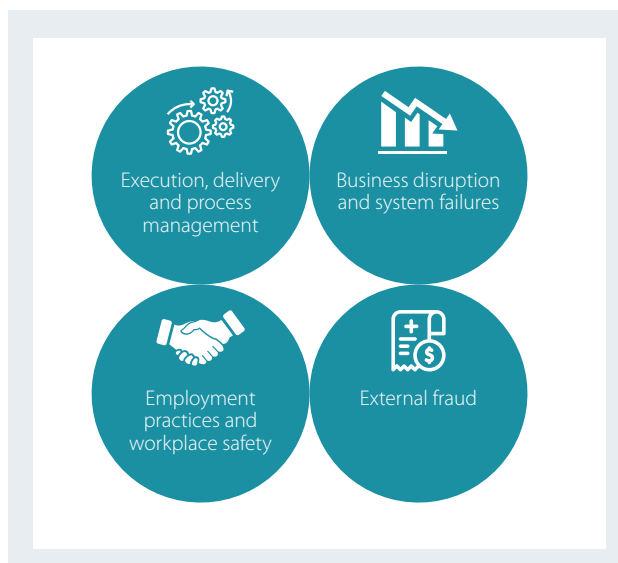 Execution, delivery
and process
management
Business disruption
and system failures
Employment
practices and
workplace safety
$
External fraud